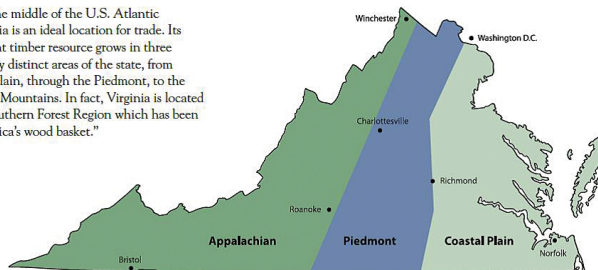 e middle of the U.S. Atlantic
ia is an ideal location for trade. Its
t timber resource grows in three
y distinct areas of the state, from
lain, through the Piedmont, to the
Mountains. In fact, Virginia is located
uthern Forest Region which has been
ica's wood basket."
Winchester
Washington D.C.
Charlottesville
Richmond
Roanoke
Appalachian
Piedmont
Coastal Plain
Norfolk
Bristol